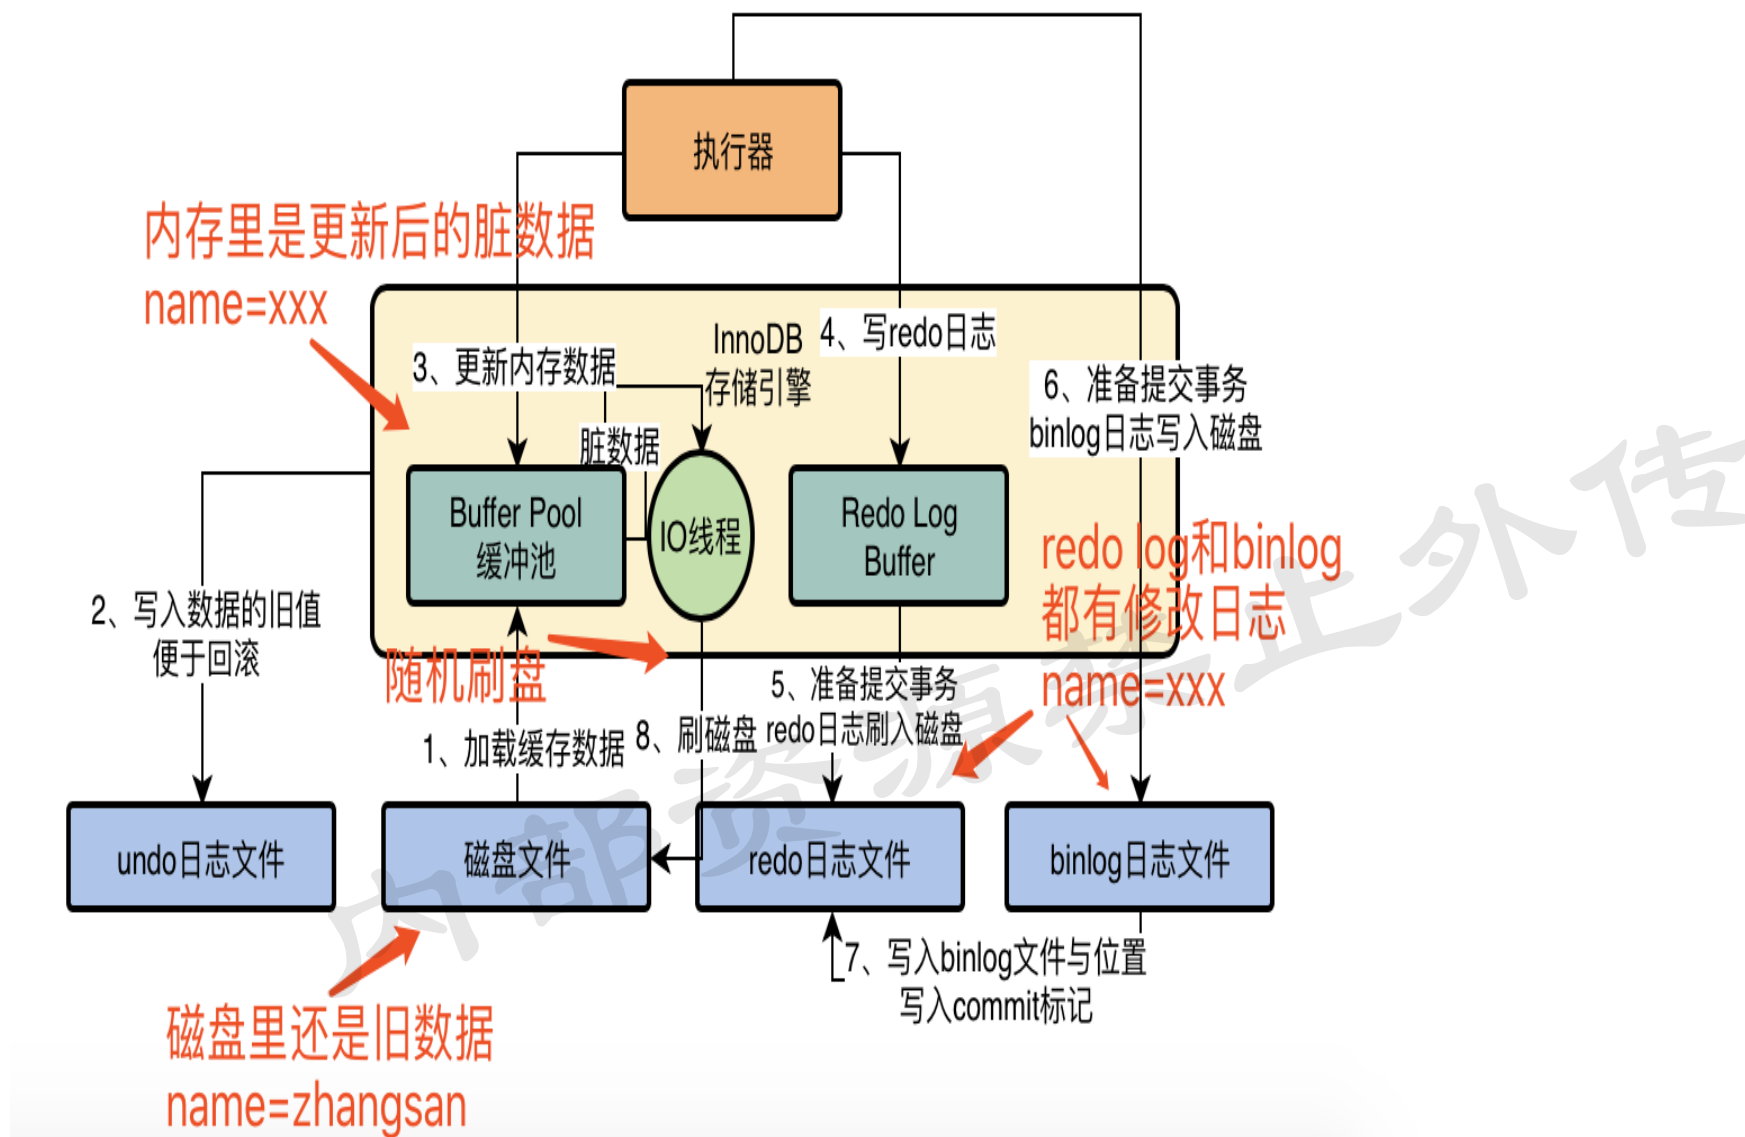 执行器
内存里是更新后的脏数据
name=xxx
InnoDB
存储引擎
3、更新内存数据
4、写redo日志
6、准备提交事务
binlog日志写入磁盘
脏数据
Buffer Pool
缓冲池
IO线程
Redo Log
Buffer
redo log和binlog
都有修改日志
name=xxx
2、写入数据的旧值
便于回滚
随机刷盘
1、加载缓存数据
8、刷磁盘
5、准备提交事务
redo日志刷入磁盘
undo日志文件
磁盘文件
redo日志文件
binlog日志文件
7、写入binlog文件与位置
写入commit标记
磁盘里还是旧数据
name=zhangsan
内部资源禁止外传